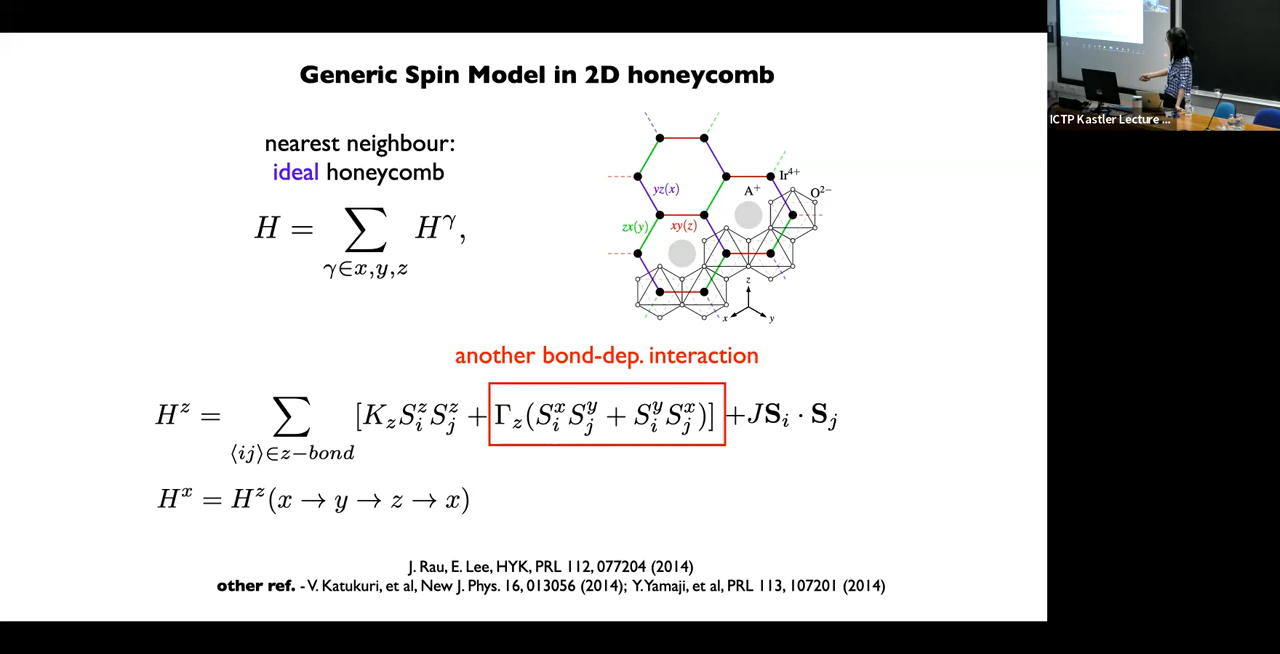 Generic Spin Model in 2D honeycomb
nearest neighbour:
ideal honeycomb
H = ∑ H^γ,
γ∈x,y,z
yz(x)
zx(y)
xy(z)
Ir⁴⁺
A⁺
O²⁻
z
x
y
another bond-dep. interaction
H^z = ∑ [K_z S_i^z S_j^z + Γ_z(S_i^x S_j^y + S_i^y S_j^x)] + J𝐒_i · 𝐒_j
⟨ij⟩∈z−bond
H^x = H^z(x → y → z → x)
J. Rau, E. Lee, HYK, PRL 112, 077204 (2014)
other ref. - V. Katukuri, et al, New J. Phys. 16, 013056 (2014); Y. Yamaji, et al, PRL 113, 107201 (2014)
ICTP Kastler Lecture ...